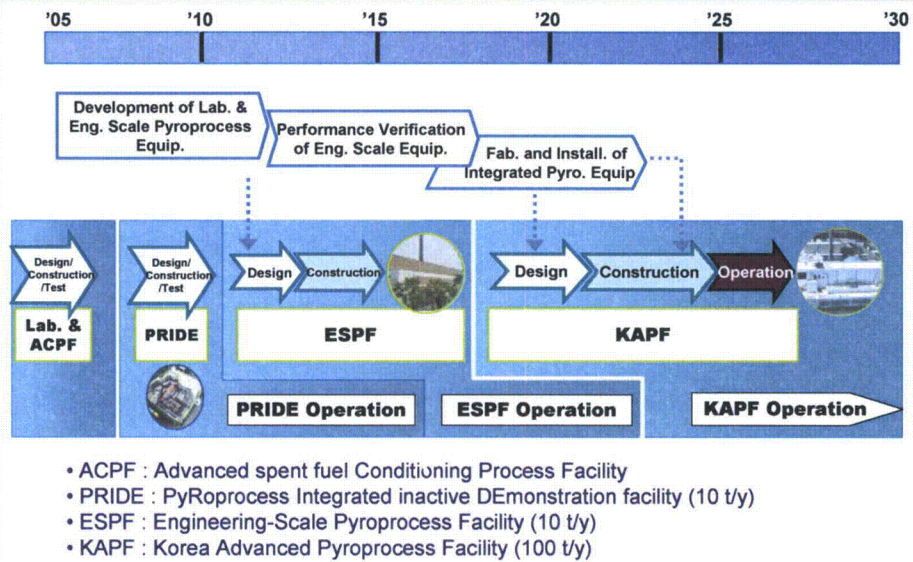 '05 '10 '15 '20 '25 '30
Development of Lab. &
Eng. Scale Pyroprocess
Equip.
Performance Verification
of Eng. Scale Equip.
Fab. and Install. of
Integrated Pyro. Equip
Design/
Construction
/Test
Design/
Construction
/Test
Design
Construction
Design
Construction
Operation
Lab. &
ACPF
PRIDE
ESPF
KAPF
PRIDE Operation
ESPF Operation
KAPF Operation
• ACPF : Advanced spent fuel Conditioning Process Facility
• PRIDE : PyRoprocess Integrated inactive DEmonstration facility (10 t/y)
• ESPF : Engineering-Scale Pyroprocess Facility (10 t/y)
• KAPF : Korea Advanced Pyroprocess Facility (100 t/y)